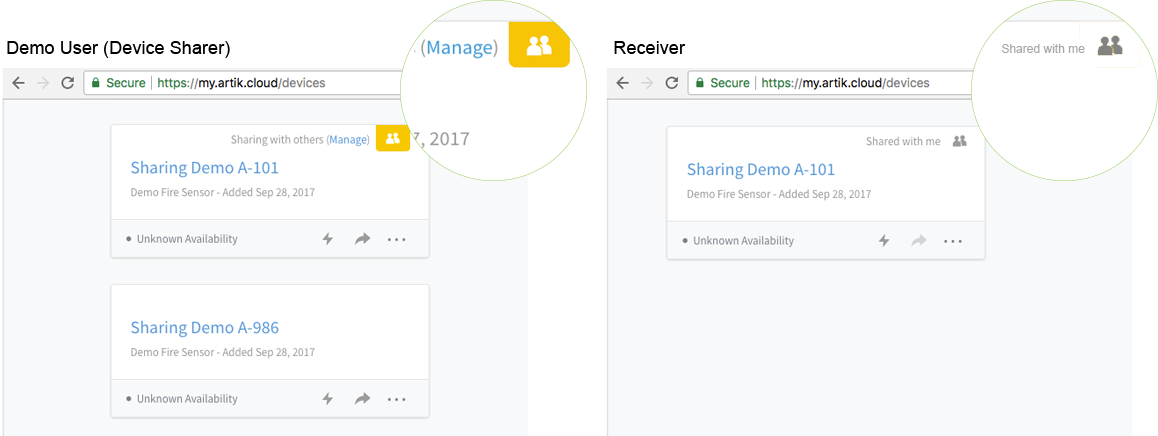 Demo User (Device Sharer)
(Manage)
Secure https://my.artik.cloud/devices
7, 2017
Sharing with others (Manage)
Sharing Demo A-101
Demo Fire Sensor - Added Sep 28, 2017
Unknown Availability
Sharing Demo A-986
Demo Fire Sensor - Added Sep 28, 2017
Unknown Availability
Receiver
Shared with me
Secure https://my.artik.cloud/devices
Shared with me
Sharing Demo A-101
Demo Fire Sensor - Added Sep 28, 2017
Unknown Availability